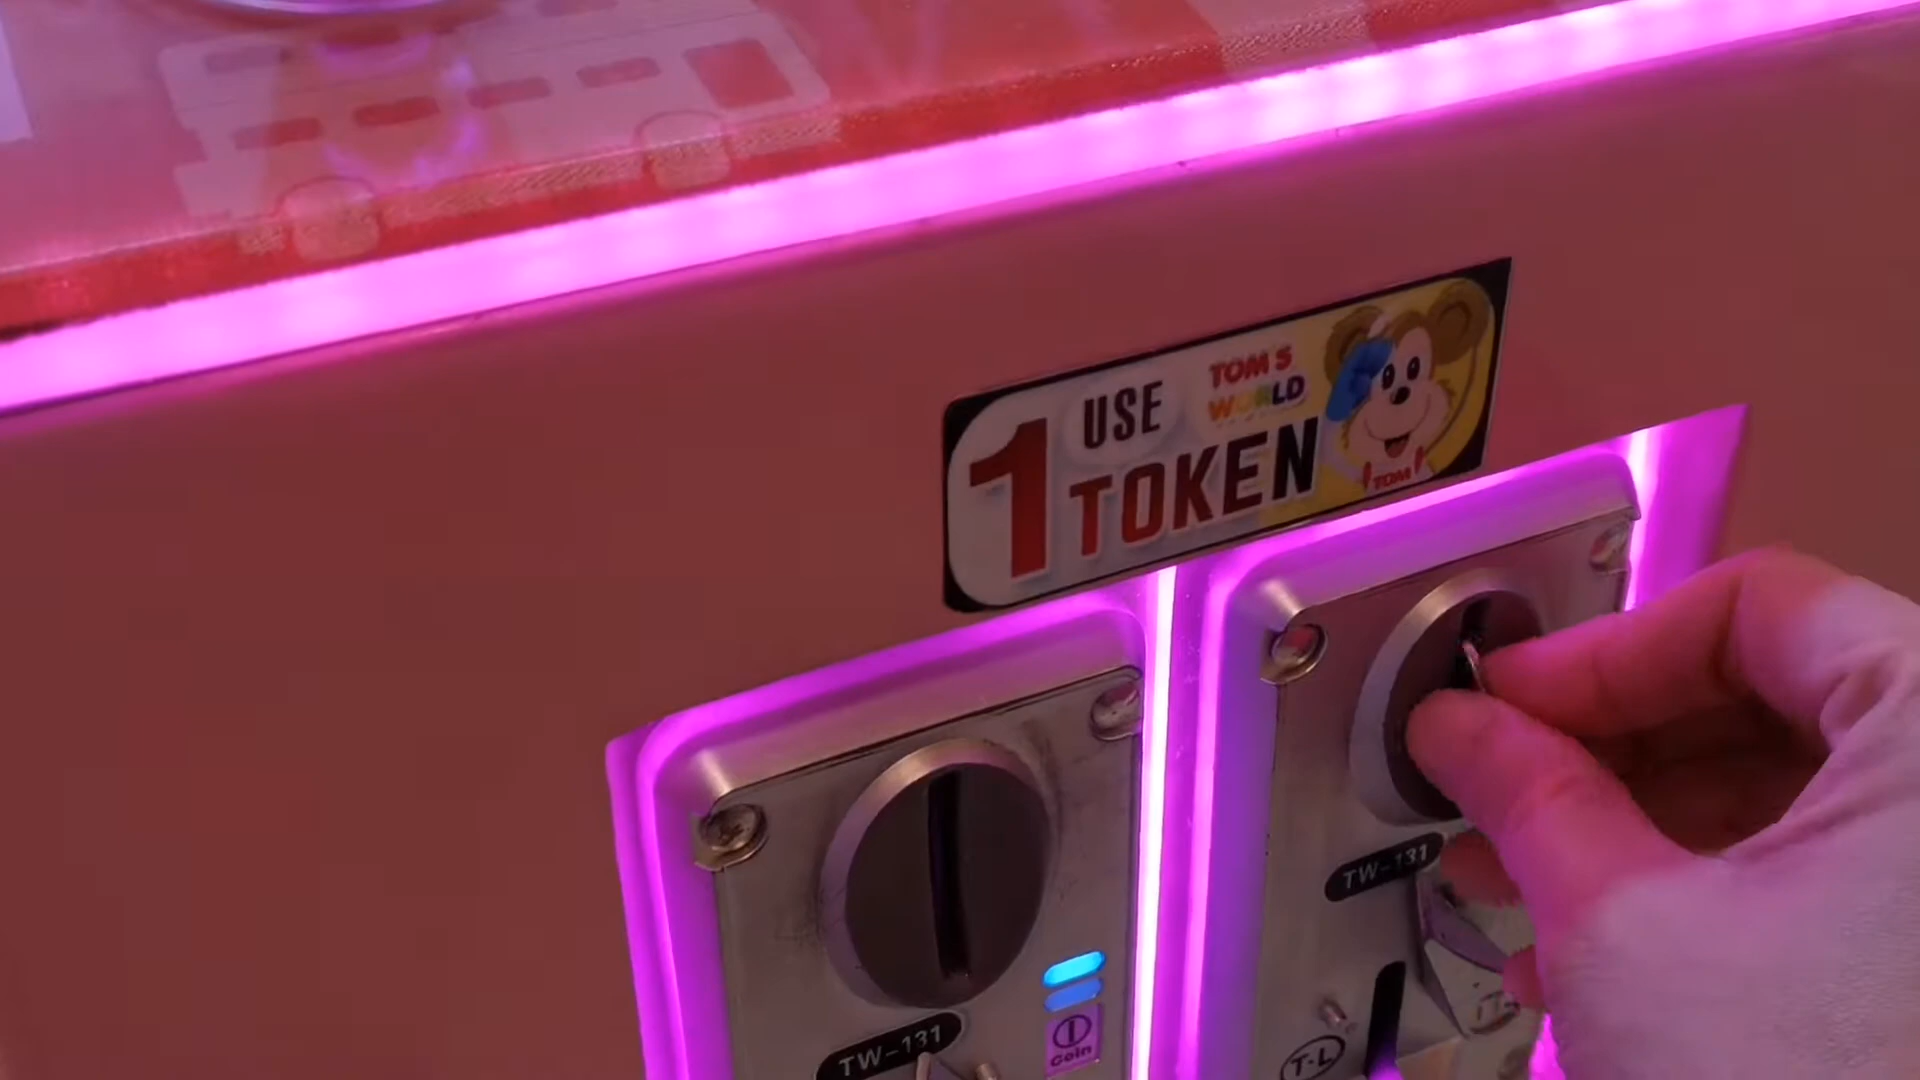 1 USE
TOKEN
TOM'S
WORLD
TOM
TW-131
TW-131
Coin
T-L